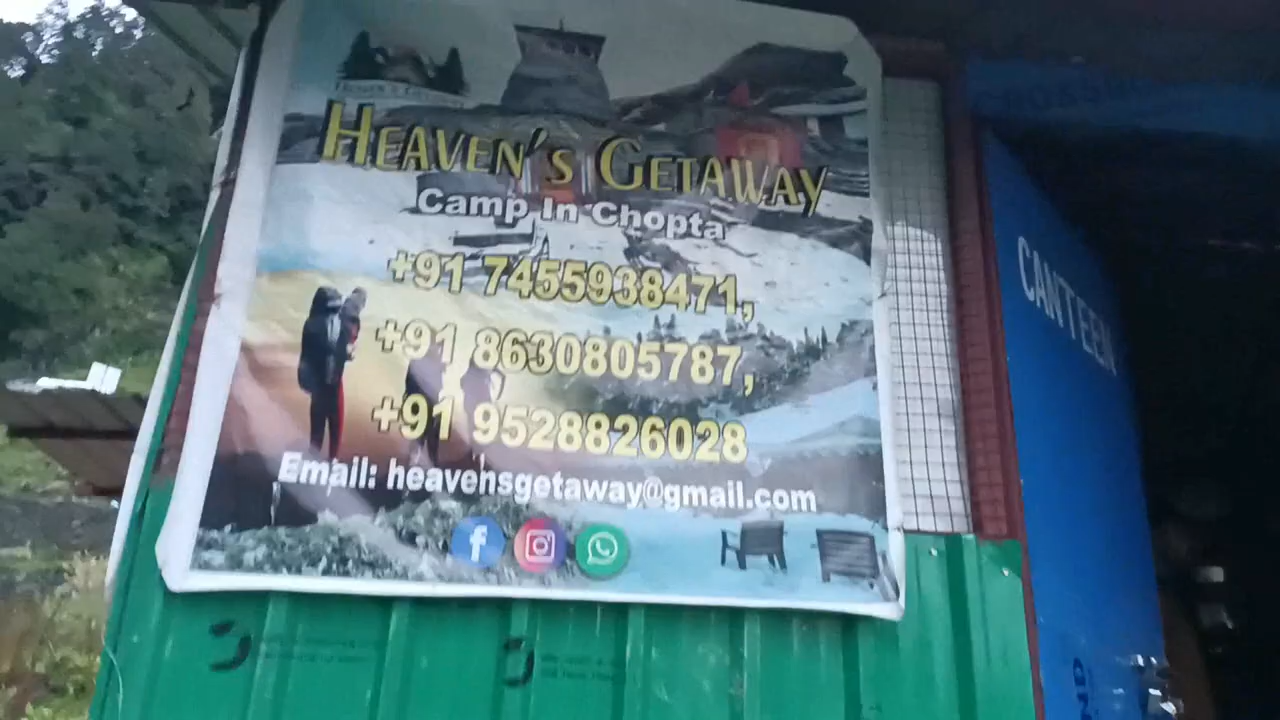 HEAVEN'S GETAWAY
Camp In Chopta
+91 7455938471,
+91 8630805787,
+91 9528826028
Email: heavensgetaway@gmail.com
CANTEEN